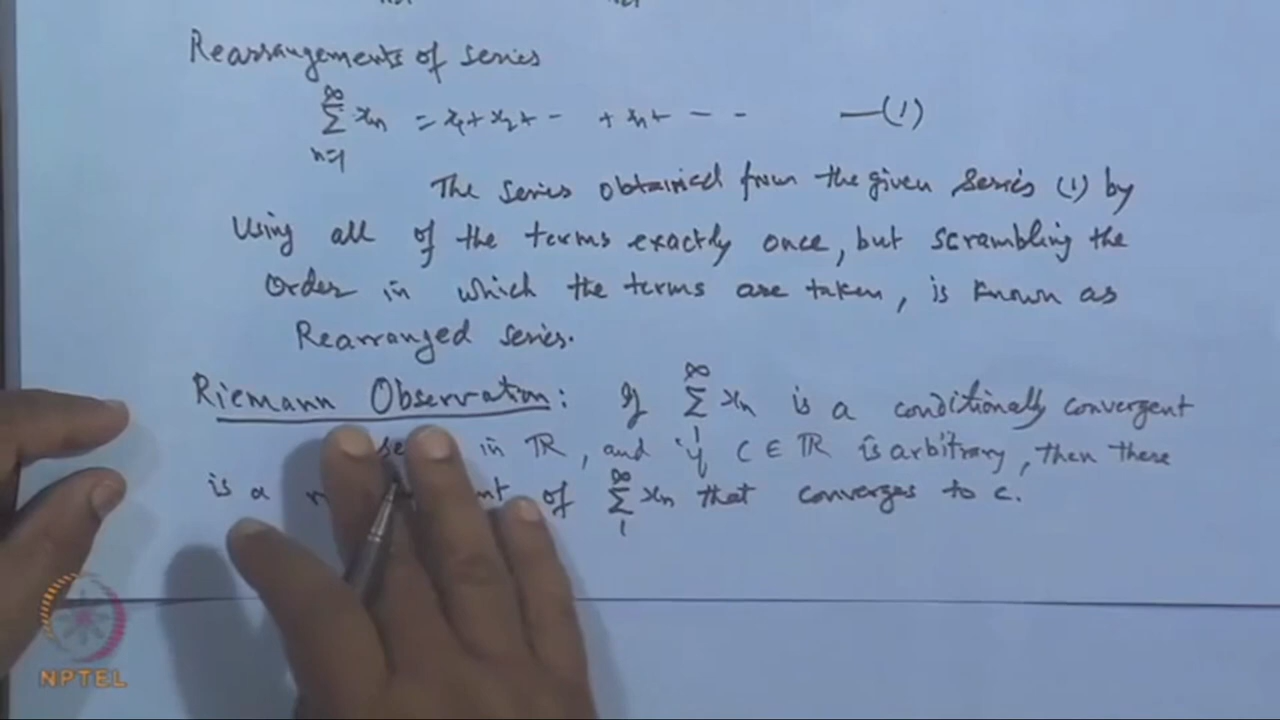 Rearrangements of series
∞
Σ xn = x1 + x2 + - + xn + - - - —(1)
n=1
The series obtained from the given series (1) by
Using all of the terms exactly once, but scrambling the
Order in which the terms are taken, is known as
Rearranged series.
Riemann Observation: If Σ₁^∞ xn is a conditionally convergent
in ℝ, and if C ∈ ℝ is arbitrary, then there
is a of Σ₁^∞ xn that converges to c.
NPTEL